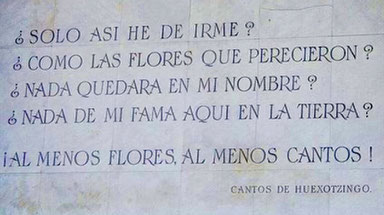 ¿SOLO ASI HE DE IRME?
¿COMO LAS FLORES QUE PERECIERON?
¿NADA QUEDARA EN MI NOMBRE?
¿NADA DE MI FAMA AQUI EN LA TIERRA?
¡AL MENOS FLORES, AL MENOS CANTOS!
CANTOS DE HUEXOTZINGO.